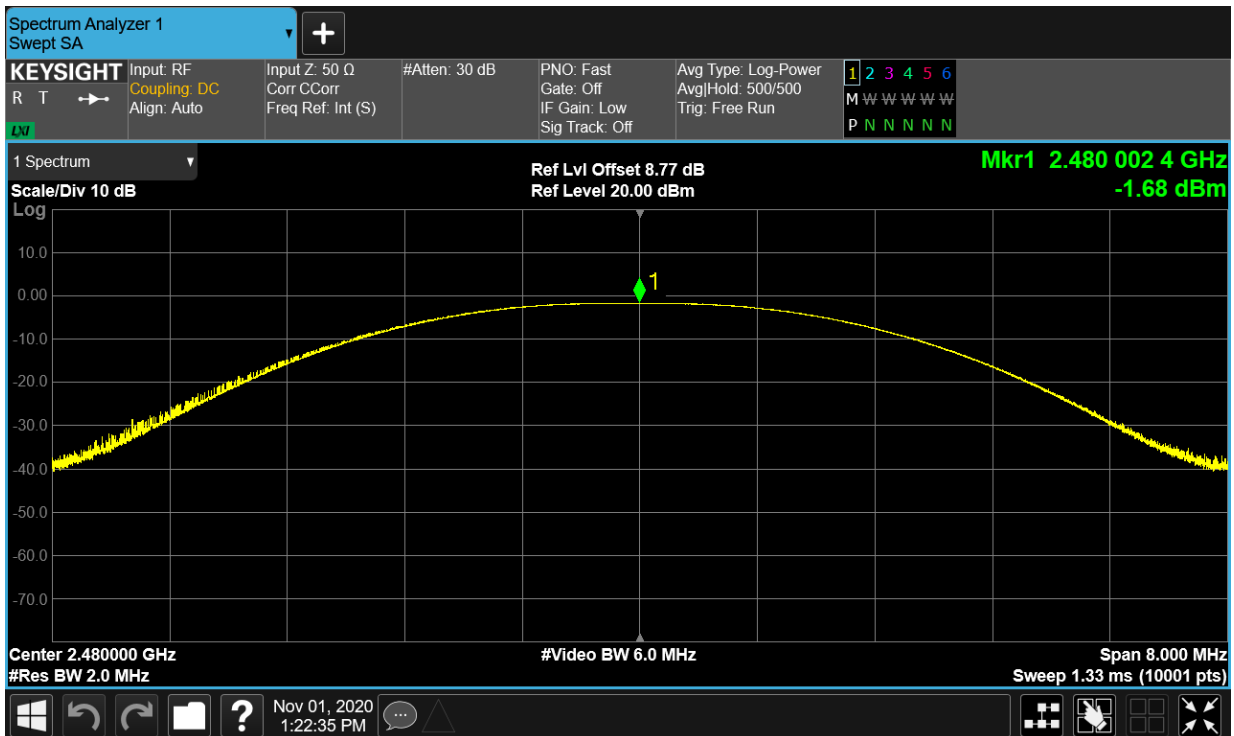 Spectrum Analyzer 1
Swept SA
▼
+
KEYSIGHT
R T
LXI
Input: RF
Coupling: DC
Align: Auto
Input Z: 50 Ω
Corr CCorr
Freq Ref: Int (S)
#Atten: 30 dB
PNO: Fast
Gate: Off
IF Gain: Low
Sig Track: Off
Avg Type: Log-Power
Avg|Hold: 500/500
Trig: Free Run
1 2 3 4 5 6
M W W W W W
P N N N N N
1 Spectrum ▼
Scale/Div 10 dB
Ref Lvl Offset 8.77 dB
Ref Level 20.00 dBm
Mkr1 2.480 002 4 GHz
-1.68 dBm
Log
10.0
0.00
-10.0
-20.0
-30.0
-40.0
-50.0
-60.0
-70.0
1
Center 2.480000 GHz
#Res BW 2.0 MHz
#Video BW 6.0 MHz
Span 8.000 MHz
Sweep 1.33 ms (10001 pts)
?
Nov 01, 2020
1:22:35 PM